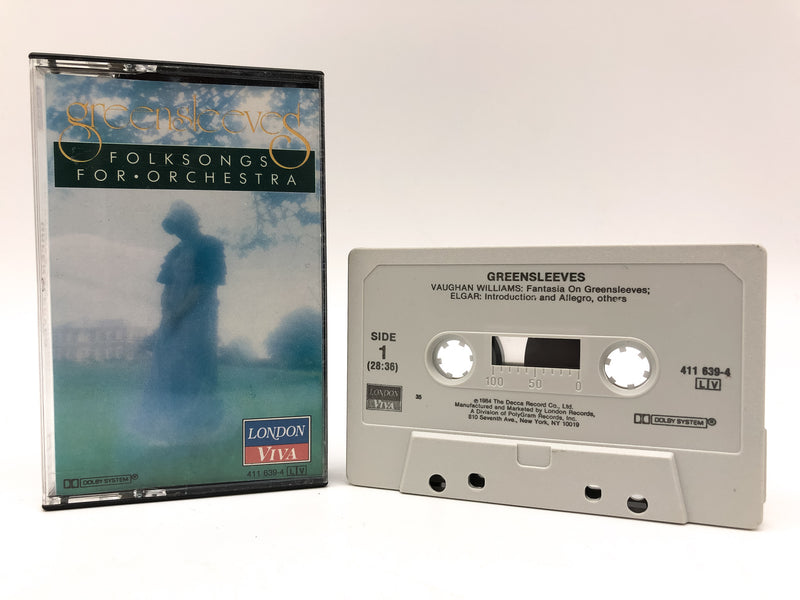 greensleeves
FOLKSONGS
FOR • ORCHESTRA
LONDON
VIVA
411 639-4 LV
DOLBY SYSTEM®
GREENSLEEVES
VAUGHAN WILLIAMS: Fantasia On Greensleeves;
ELGAR: Introduction and Allegro, others
SIDE
1
(28:36)
100 50 0
411 639-4
LV
LONDON
VIVA
35
℗1984 The Decca Record Co., Ltd.
Manufactured and Marketed by London Records,
A Division of PolyGram Records, Inc.
810 Seventh Ave., New York, NY 10019
DOLBY SYSTEM®